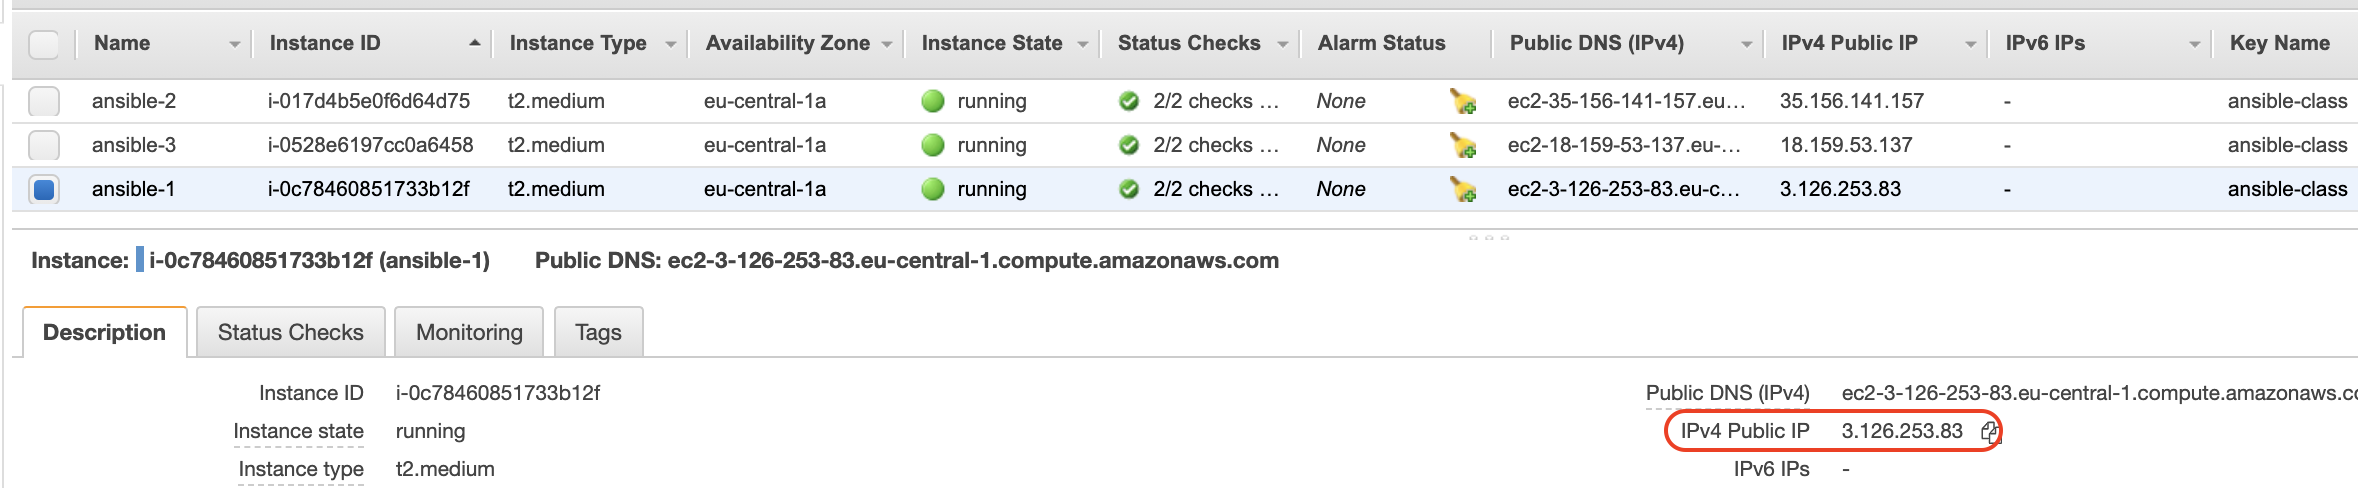 Name Instance ID Instance Type Availability Zone Instance State Status Checks Alarm Status Public DNS (IPv4) IPv4 Public IP IPv6 IPs Key Name
ansible-2 i-017d4b5e0f6d64d75 t2.medium eu-central-1a running 2/2 checks ... None ec2-35-156-141-157.eu... 35.156.141.157 - ansible-class
ansible-3 i-0528e6197cc0a6458 t2.medium eu-central-1a running 2/2 checks ... None ec2-18-159-53-137.eu-... 18.159.53.137 - ansible-class
ansible-1 i-0c78460851733b12f t2.medium eu-central-1a running 2/2 checks ... None ec2-3-126-253-83.eu-c... 3.126.253.83 - ansible-class
Instance: i-0c78460851733b12f (ansible-1) Public DNS: ec2-3-126-253-83.eu-central-1.compute.amazonaws.com
Description Status Checks Monitoring Tags
Instance ID i-0c78460851733b12f Public DNS (IPv4) ec2-3-126-253-83.eu-central-1.compute.amazonaws.c
Instance state running IPv4 Public IP 3.126.253.83
Instance type t2.medium IPv6 IPs -